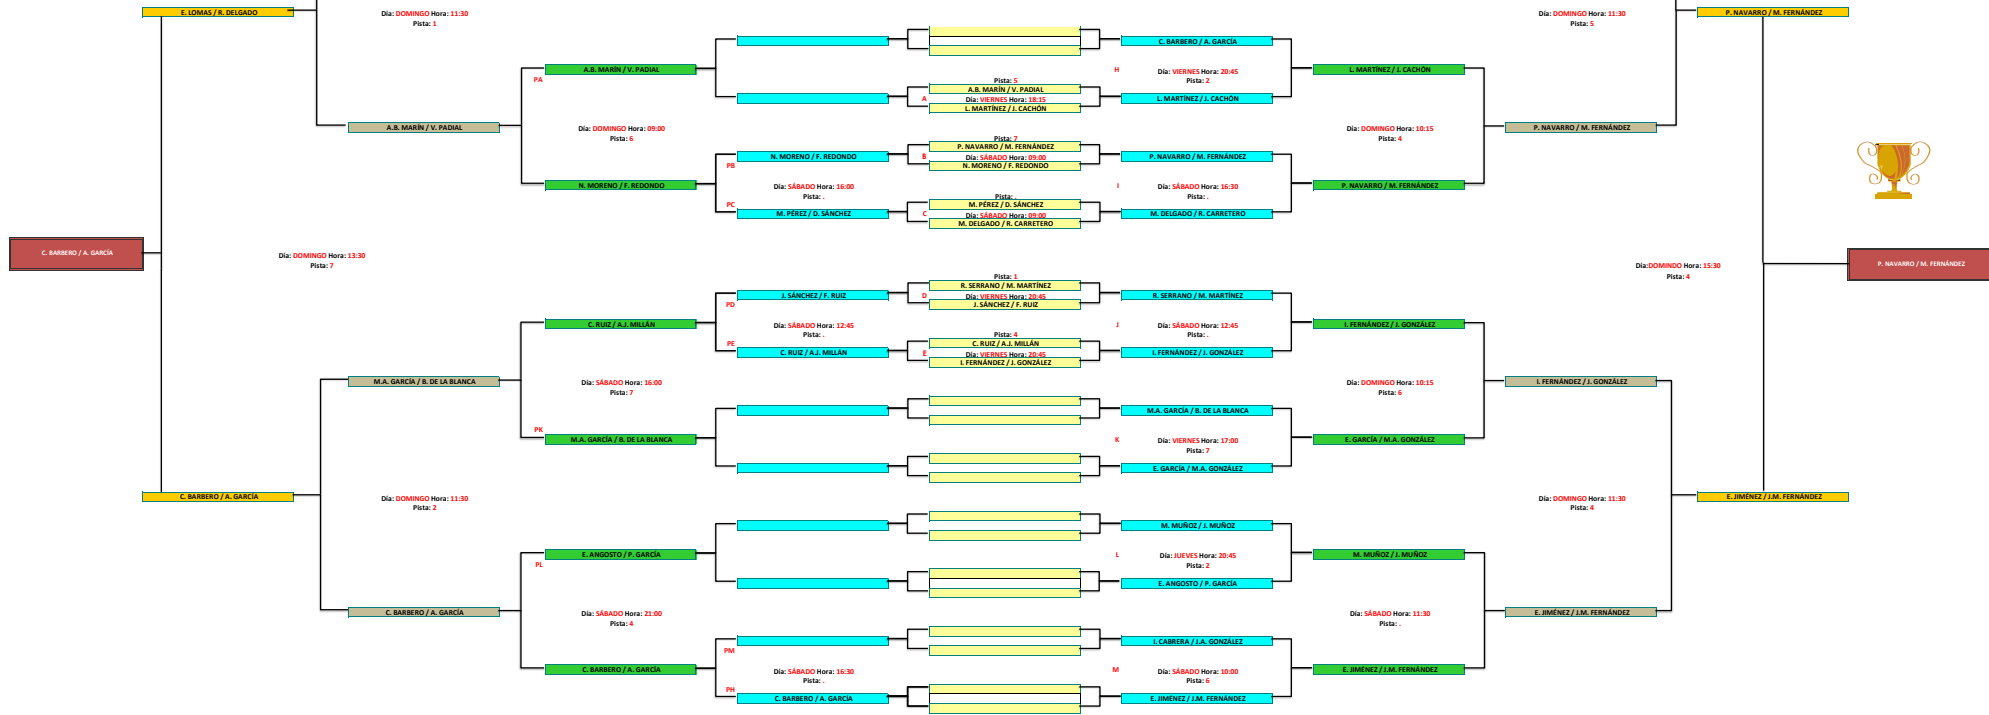 E. LOMAS / R. DELGADO
Día: DOMINGO Hora: 11:30
Pista: 1
Día: DOMINGO Hora: 11:30
Pista: 5
P. NAVARRO / M. FERNÁNDEZ
C. BARBERO / A. GARCÍA
PA
A.B. MARÍN / V. PADIAL
H
Día: VIERNES Hora: 20:45
Pista: 2
L. MARTÍNEZ / J. CACHÓN
Pista: 5
A.B. MARÍN / V. PADIAL
A
Día: VIERNES Hora: 18:15
L. MARTÍNEZ / J. CACHÓN
L. MARTÍNEZ / J. CACHÓN
A.B. MARÍN / V. PADIAL
Día: DOMINGO Hora: 09:00
Pista: 6
Día: DOMINGO Hora: 10:15
Pista: 4
P. NAVARRO / M. FERNÁNDEZ
Pista: 7
P. NAVARRO / M. FERNÁNDEZ
N. MORENO / F. REDONDO
B
Día: SÁBADO Hora: 09:00
P. NAVARRO / M. FERNÁNDEZ
PB
N. MORENO / F. REDONDO
N. MORENO / F. REDONDO
Día: SÁBADO Hora: 16:00
Pista: .
I
Día: SÁBADO Hora: 16:30
Pista: .
P. NAVARRO / M. FERNÁNDEZ
Pista: .
PC
M. PÉREZ / D. SÁNCHEZ
M. PÉREZ / D. SÁNCHEZ
C
Día: SÁBADO Hora: 09:00
M. DELGADO / R. CARRETERO
M. DELGADO / R. CARRETERO
C. BARBERO / A. GARCÍA
Día: DOMINGO Hora: 13:30
Pista: 7
Día:DOMINDO Hora: 15:30
Pista: 4
P. NAVARRO / M. FERNÁNDEZ
Pista: 1
R. SERRANO / M. MARTÍNEZ
J. SÁNCHEZ / F. RUIZ
D
Día: VIERNES Hora: 20:45
R. SERRANO / M. MARTÍNEZ
PD
J. SÁNCHEZ / F. RUIZ
C. RUIZ / A.J. MILLÁN
Día: SÁBADO Hora: 12:45
Pista: .
J
Día: SÁBADO Hora: 12:45
Pista: .
I. FERNÁNDEZ / J. GONZÁLEZ
Pista: 4
PE
C. RUIZ / A.J. MILLÁN
C. RUIZ / A.J. MILLÁN
E
Día: VIERNES Hora: 20:45
I. FERNÁNDEZ / J. GONZÁLEZ
I. FERNÁNDEZ / J. GONZÁLEZ
M.A. GARCÍA / B. DE LA BLANCA
Día: SÁBADO Hora: 16:00
Pista: 7
Día: DOMINGO Hora: 10:15
Pista: 6
I. FERNÁNDEZ / J. GONZÁLEZ
M.A. GARCÍA / B. DE LA BLANCA
PK
M.A. GARCÍA / B. DE LA BLANCA
K
Día: VIERNES Hora: 17:00
Pista: 7
E. GARCÍA / M.A. GONZÁLEZ
E. GARCÍA / M.A. GONZÁLEZ
C. BARBERO / A. GARCÍA
Día: DOMINGO Hora: 11:30
Pista: 2
Día: DOMINGO Hora: 11:30
Pista: 4
E. JIMÉNEZ / J.M. FERNÁNDEZ
M. MUÑOZ / J. MUÑOZ
E. ANGOSTO / P. GARCÍA
PL
L
Día: JUEVES Hora: 20:45
Pista: 2
M. MUÑOZ / J. MUÑOZ
E. ANGOSTO / P. GARCÍA
C. BARBERO / A. GARCÍA
Día: SÁBADO Hora: 21:00
Pista: 4
Día: SÁBADO Hora: 11:30
Pista: .
E. JIMÉNEZ / J.M. FERNÁNDEZ
PM
I. CABRERA / J.A. GONZÁLEZ
C. BARBERO / A. GARCÍA
Día: SÁBADO Hora: 16:30
Pista: .
M
Día: SÁBADO Hora: 10:00
Pista: 6
E. JIMÉNEZ / J.M. FERNÁNDEZ
PH
C. BARBERO / A. GARCÍA
E. JIMÉNEZ / J.M. FERNÁNDEZ